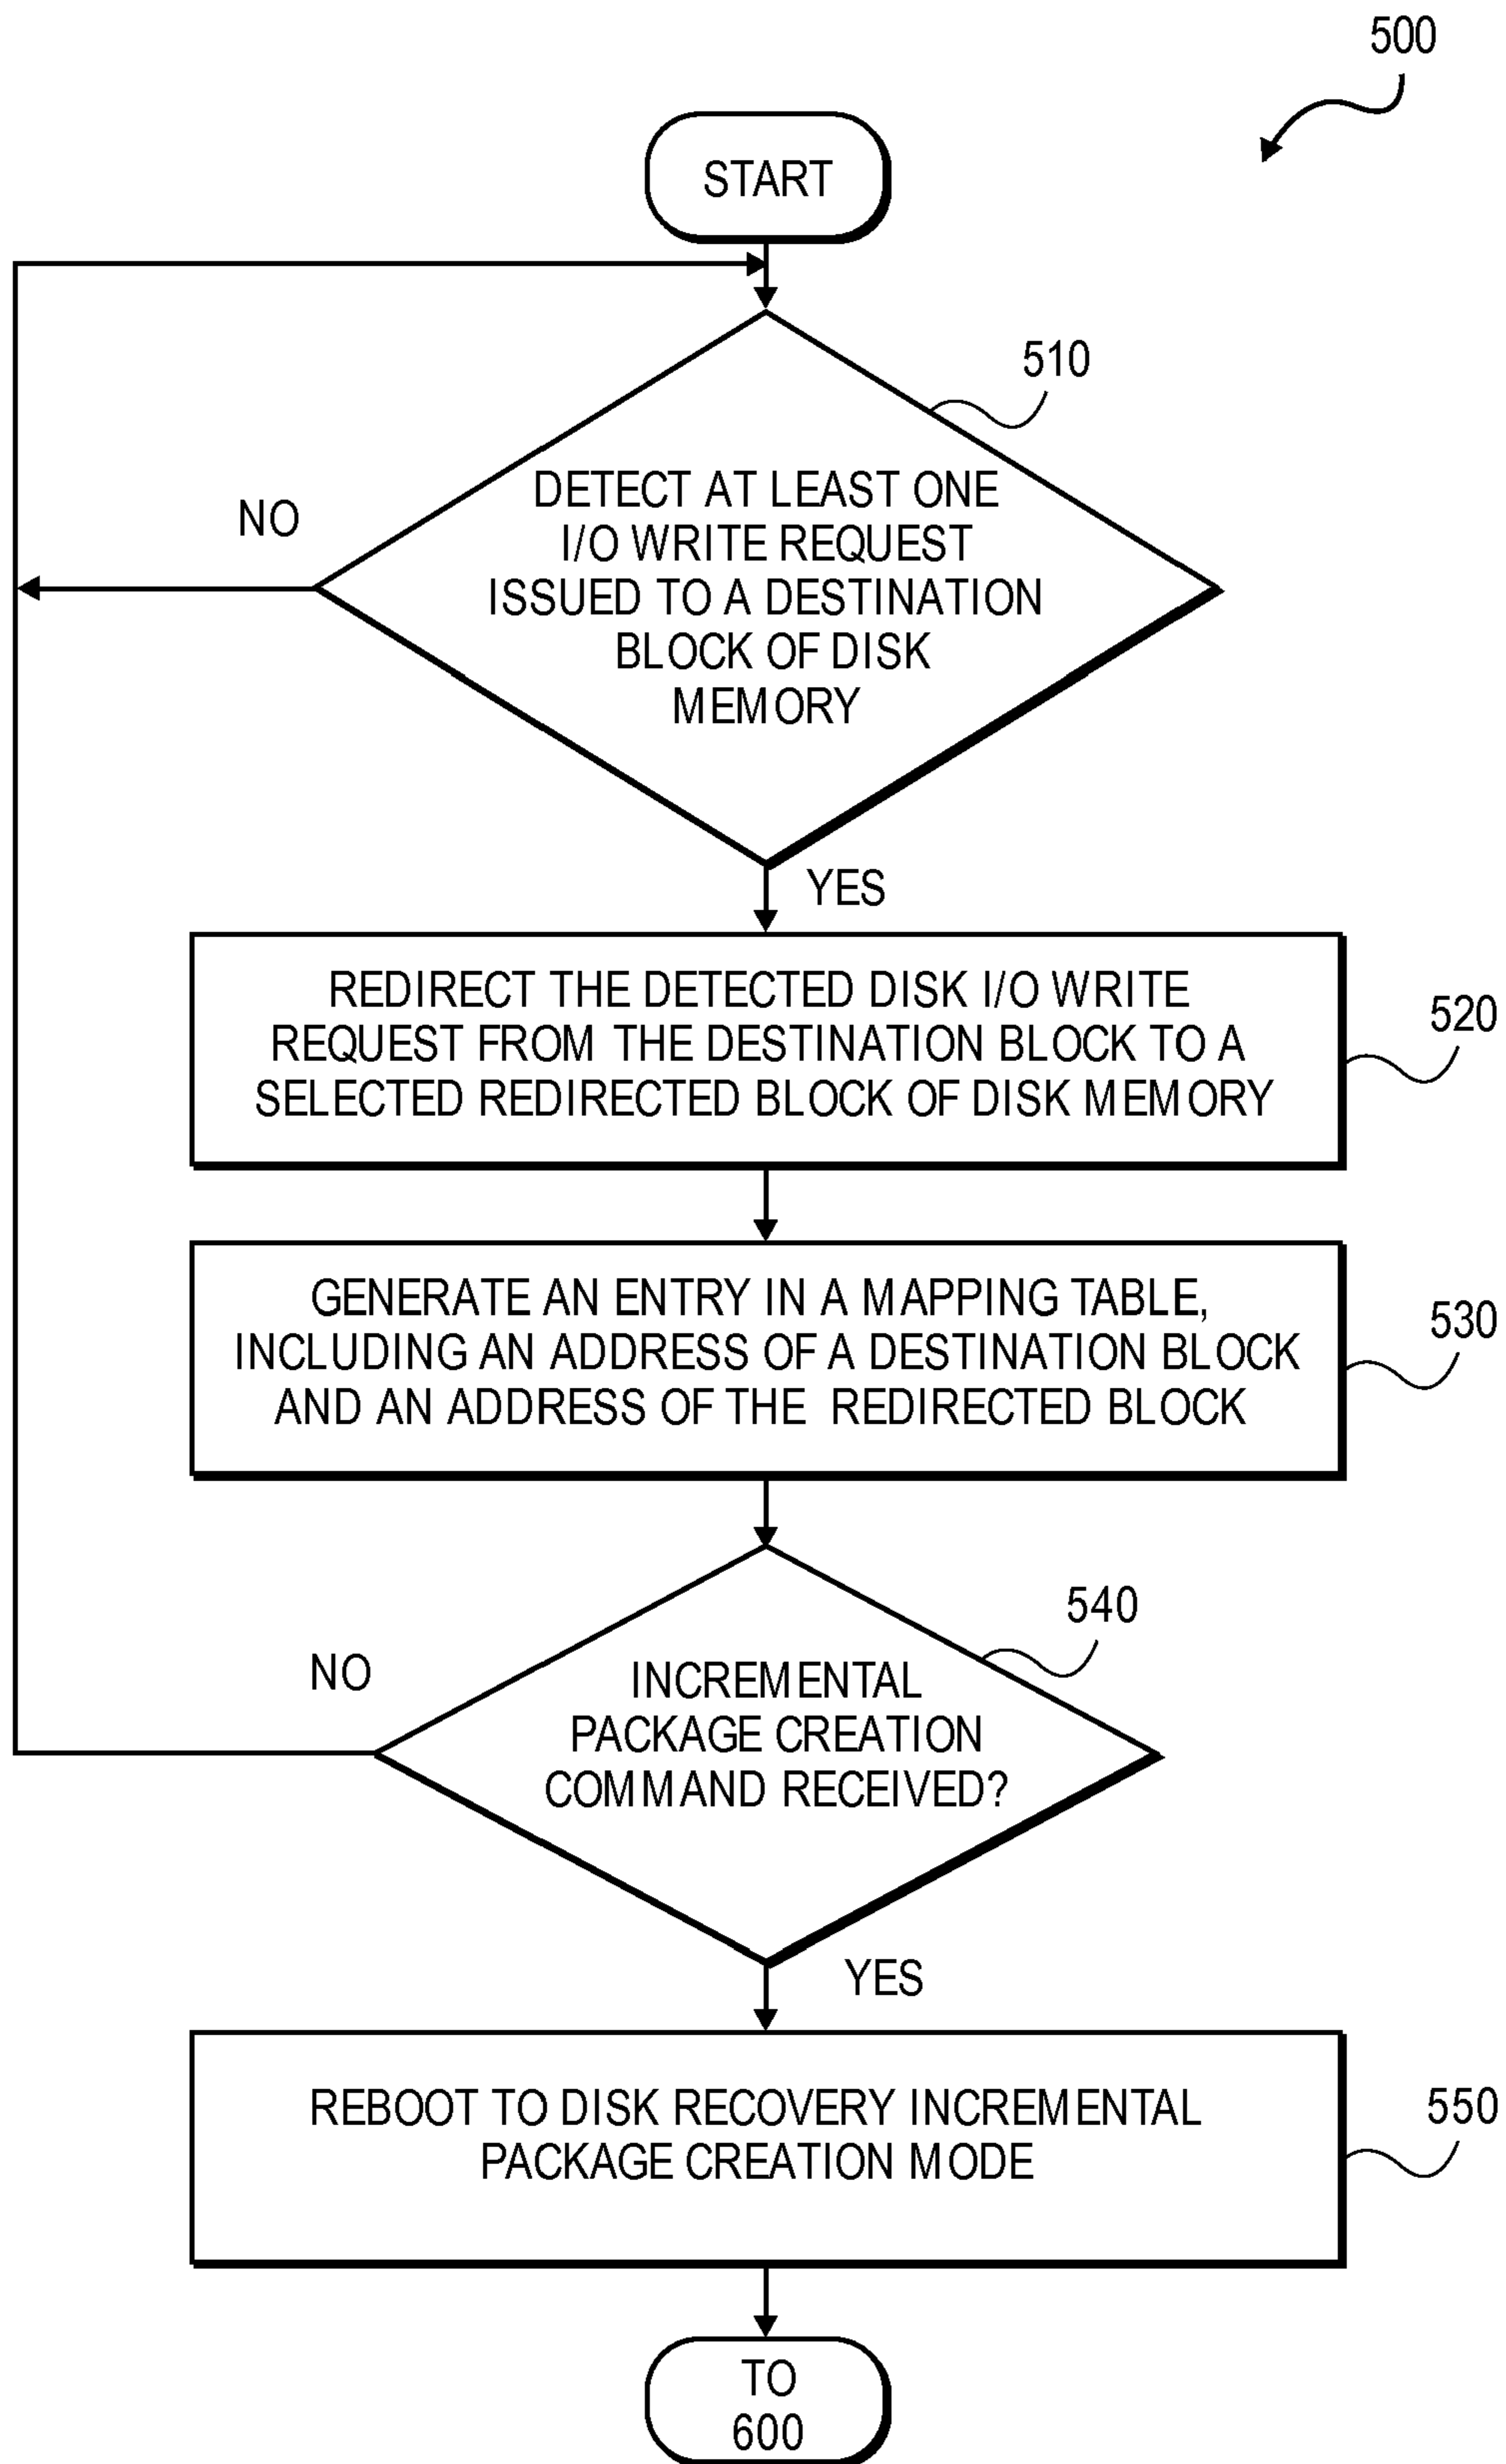 500
START
510
DETECT AT LEAST ONE
I/O WRITE REQUEST
ISSUED TO A DESTINATION
BLOCK OF DISK
MEMORY
NO
YES
REDIRECT THE DETECTED DISK I/O WRITE
REQUEST FROM THE DESTINATION BLOCK TO A
SELECTED REDIRECTED BLOCK OF DISK MEMORY
520
GENERATE AN ENTRY IN A MAPPING TABLE,
INCLUDING AN ADDRESS OF A DESTINATION BLOCK
AND AN ADDRESS OF THE REDIRECTED BLOCK
530
540
NO
INCREMENTAL
PACKAGE CREATION
COMMAND RECEIVED?
YES
REBOOT TO DISK RECOVERY INCREMENTAL
PACKAGE CREATION MODE
550
TO
600